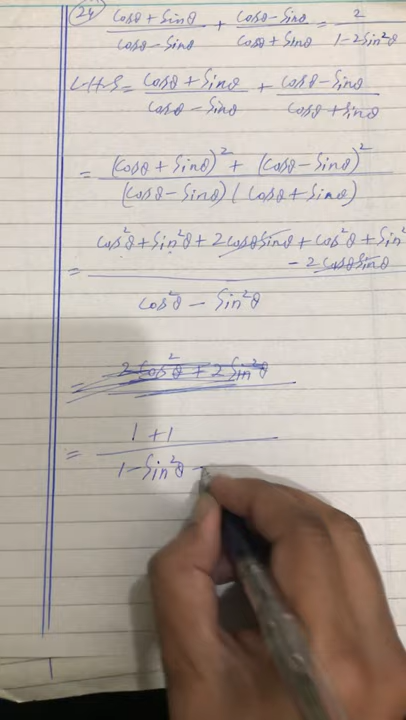 (24) (cosθ + sinθ)/(cosθ - sinθ) + (cosθ - sinθ)/(cosθ + sinθ) = 2/(1 - 2sin²θ)
L.H.S = (cosθ + sinθ)/(cosθ - sinθ) + (cosθ - sinθ)/(cosθ + sinθ)
= ((cosθ + sinθ)² + (cosθ - sinθ)²)/((cosθ - sinθ)(cosθ + sinθ))
cos²θ + sin²θ + 2cosθsinθ + cos²θ + sin²θ
- 2cosθsinθ
=
cos²θ - sin²θ
= 2cos²θ + 2sin²θ
= (1 + 1)/(1 - sin²θ -